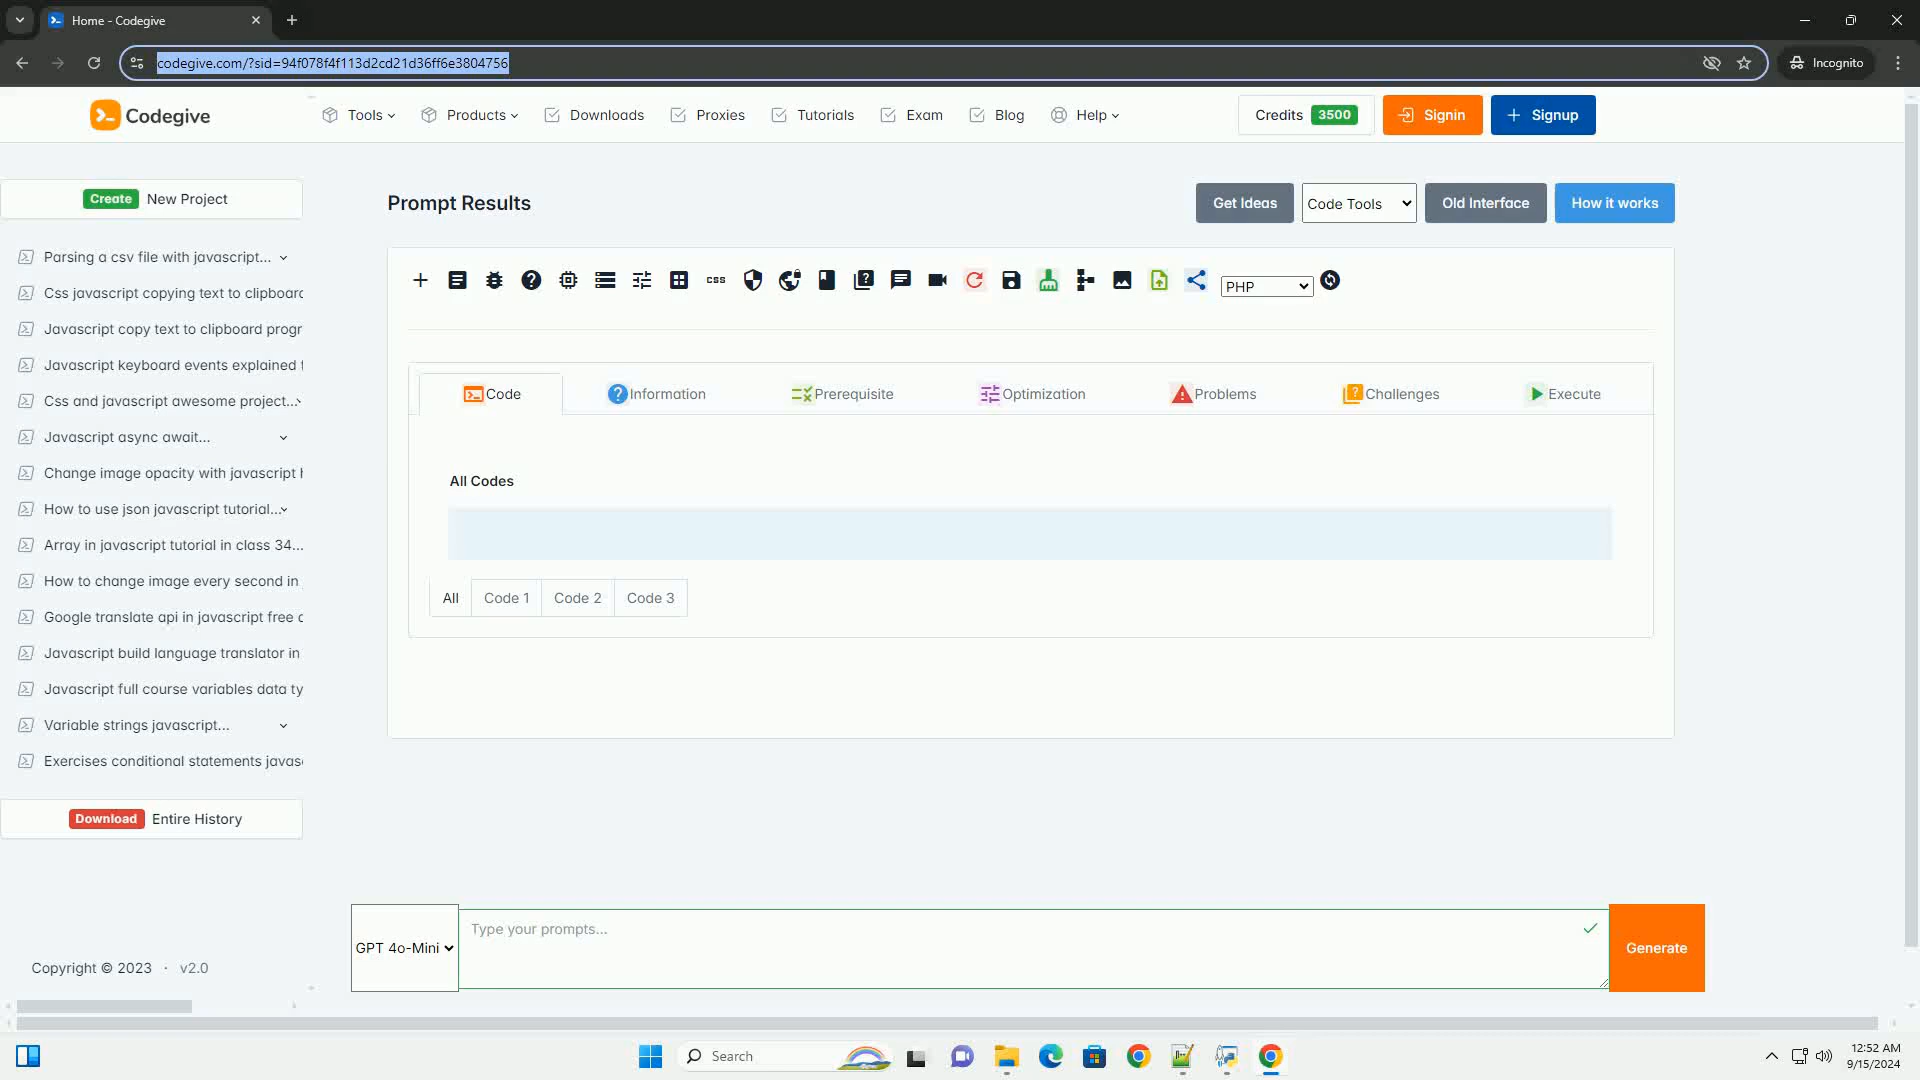 Home - Codegive
codegive.com/?sid=94f078f4f113d2cd21d36ff6e3804756
Incognito
Codegive
Tools
Products
Downloads
Proxies
Tutorials
Exam
Blog
Help
Credits 3500
Signin
Signup
Create New Project
Parsing a csv file with javascript...
Css javascript copying text to clipboard
Javascript copy text to clipboard progr
Javascript keyboard events explained
Css and javascript awesome project...
Javascript async await...
Change image opacity with javascript
How to use json javascript tutorial...
Array in javascript tutorial in class 34...
How to change image every second in
Google translate api in javascript free
Javascript build language translator in
Javascript full course variables data ty
Variable strings javascript...
Exercises conditional statements javas
Download Entire History
Copyright © 2023 · v2.0
Prompt Results
Get Ideas
Code Tools
Old Interface
How it works
css
PHP
Code
Information
Prerequisite
Optimization
Problems
Challenges
Execute
All Codes
All
Code 1
Code 2
Code 3
GPT 4o-Mini
Type your prompts...
Generate
Search
12:52 AM
9/15/2024